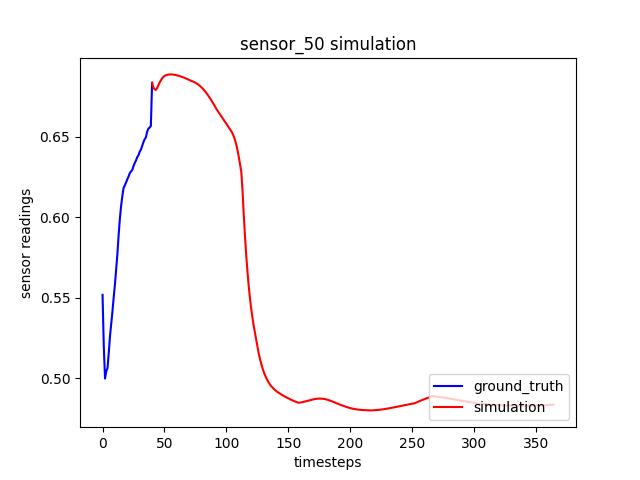 sensor_50 simulation
sensor readings
0.65
0.60
0.55
0.50
ground_truth
simulation
0 50 100 150 200 250 300 350
timesteps